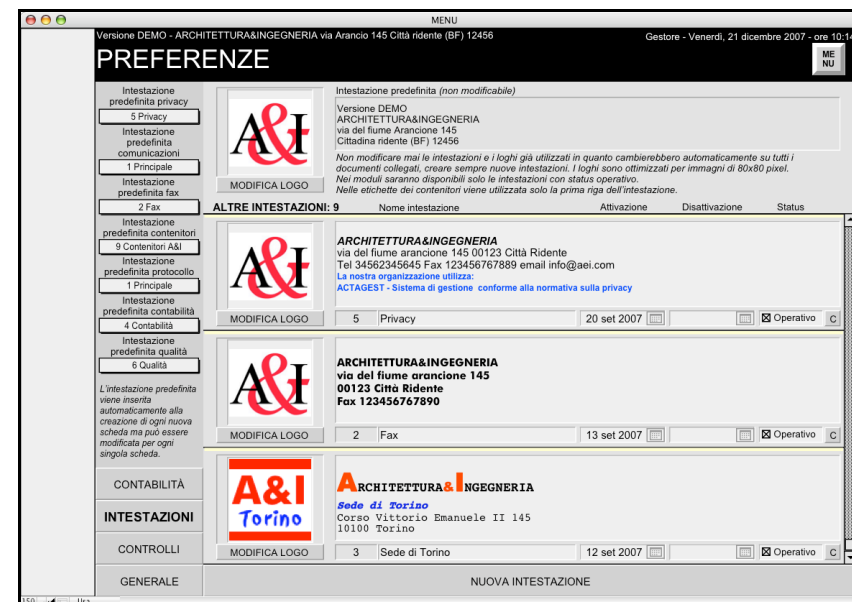 MENU
Versione DEMO - ARCHITETTURA&INGEGNERIA via Arancio 145 Città ridente (BF) 12456
Gestore - Venerdì, 21 dicembre 2007 - ore 10:14
PREFERENZE
ME
NU
Intestazione
predefinita privacy
5 Privacy
Intestazione
predefinita
comunicazioni
1 Principale
Intestazione
predefinita fax
2 Fax
Intestazione
predefinita contenitori
9 Contenitori A&I
Intestazione
predefinita protocollo
1 Principale
Intestazione
predefinita contabilità
4 Contabilità
Intestazione
predefinita qualità
6 Qualità
L'intestazione predefinita
viene inserita
automaticamente alla
creazione di ogni nuova
scheda ma può essere
modificata per ogni
singola scheda.
CONTABILITÀ
INTESTAZIONI
CONTROLLI
GENERALE
A&I
MODIFICA LOGO
Intestazione predefinita (non modificabile)
Versione DEMO
ARCHITETTURA&INGEGNERIA
via del fiume Arancione 145
Cittadina ridente (BF) 12456
Non modificare mai le intestazioni e i loghi già utilizzati in quanto cambierebbero automaticamente su tutti i
documenti collegati, creare sempre nuove intestazioni. I loghi sono ottimizzati per immagni di 80x80 pixel.
Nei moduli saranno disponibili solo le intestazioni con status operativo.
Nelle etichette dei contenitori viene utilizzata solo la prima riga dell'intestazione.
ALTRE INTESTAZIONI: 9 Nome intestazione Attivazione Disattivazione Status
A&I
MODIFICA LOGO
ARCHITETTURA&INGEGNERIA
via del fiume arancione 145 00123 Città Ridente
Tel 34562345645 Fax 123456767889 email info@aei.com
La nostra organizzazione utilizza:
ACTAGEST - Sistema di gestione conforme alla normativa sulla privacy
5 Privacy 20 set 2007 Operativo C
A&I
MODIFICA LOGO
ARCHITETTURA&INGEGNERIA
via del fiume arancione 145
00123 Città Ridente
Fax 123456767890
2 Fax 13 set 2007 Operativo C
A&I
Torino
MODIFICA LOGO
ARCHITETTURA&INGEGNERIA
Sede di Torino
Corso Vittorio Emanuele II 145
10100 Torino
3 Sede di Torino 12 set 2007 Operativo C
NUOVA INTESTAZIONE